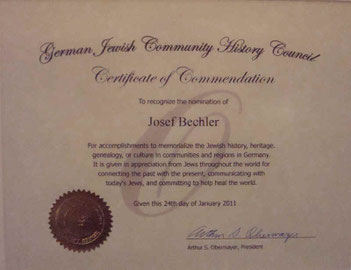 German Jewish Community History Council
Certificate of Commendation
To recognize the nomination of
Josef Bechler
For accomplishments to memorialize the Jewish history, heritage,
genealogy, or culture in communities and regions in Germany.
It is given in appreciation from Jews throughout the world for
connecting the past with the present, communicating with
today's Jews, and committing to help heal the world.
Given this 24th day of January 2011
Arthur S. Obermayer
Arthur S. Obermayer, President